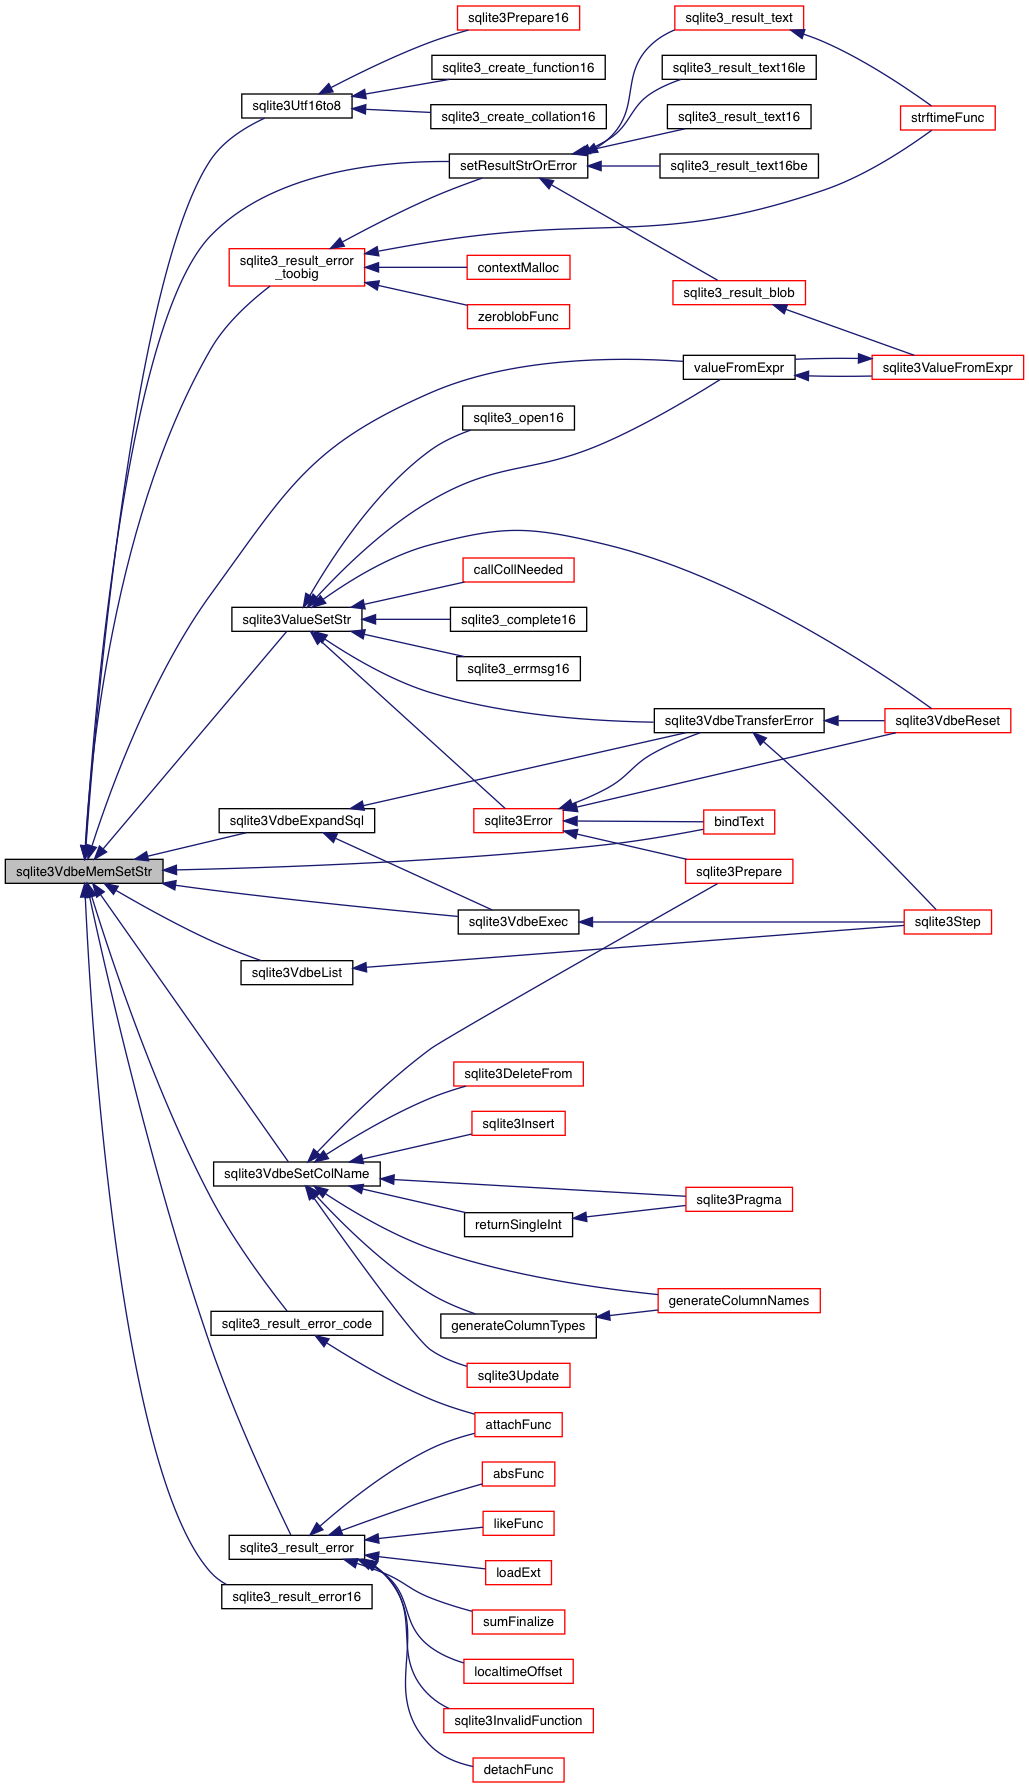 sqlite3Prepare16
sqlite3_result_text
sqlite3_create_function16
sqlite3_result_text16le
sqlite3Utf16to8
sqlite3_create_collation16
sqlite3_result_text16
strftimeFunc
setResultStrOrError
sqlite3_result_text16be
sqlite3_result_error
_toobig
contextMalloc
sqlite3_result_blob
zeroblobFunc
valueFromExpr
sqlite3ValueFromExpr
sqlite3_open16
callCollNeeded
sqlite3ValueSetStr
sqlite3_complete16
sqlite3_errmsg16
sqlite3VdbeTransferError
sqlite3VdbeReset
sqlite3VdbeExpandSql
sqlite3Error
bindText
sqlite3VdbeMemSetStr
sqlite3Prepare
sqlite3VdbeExec
sqlite3Step
sqlite3VdbeList
sqlite3DeleteFrom
sqlite3Insert
sqlite3VdbeSetColName
sqlite3Pragma
returnSingleInt
generateColumnNames
sqlite3_result_error_code
generateColumnTypes
sqlite3Update
attachFunc
absFunc
likeFunc
sqlite3_result_error
loadExt
sqlite3_result_error16
sumFinalize
localtimeOffset
sqlite3InvalidFunction
detachFunc